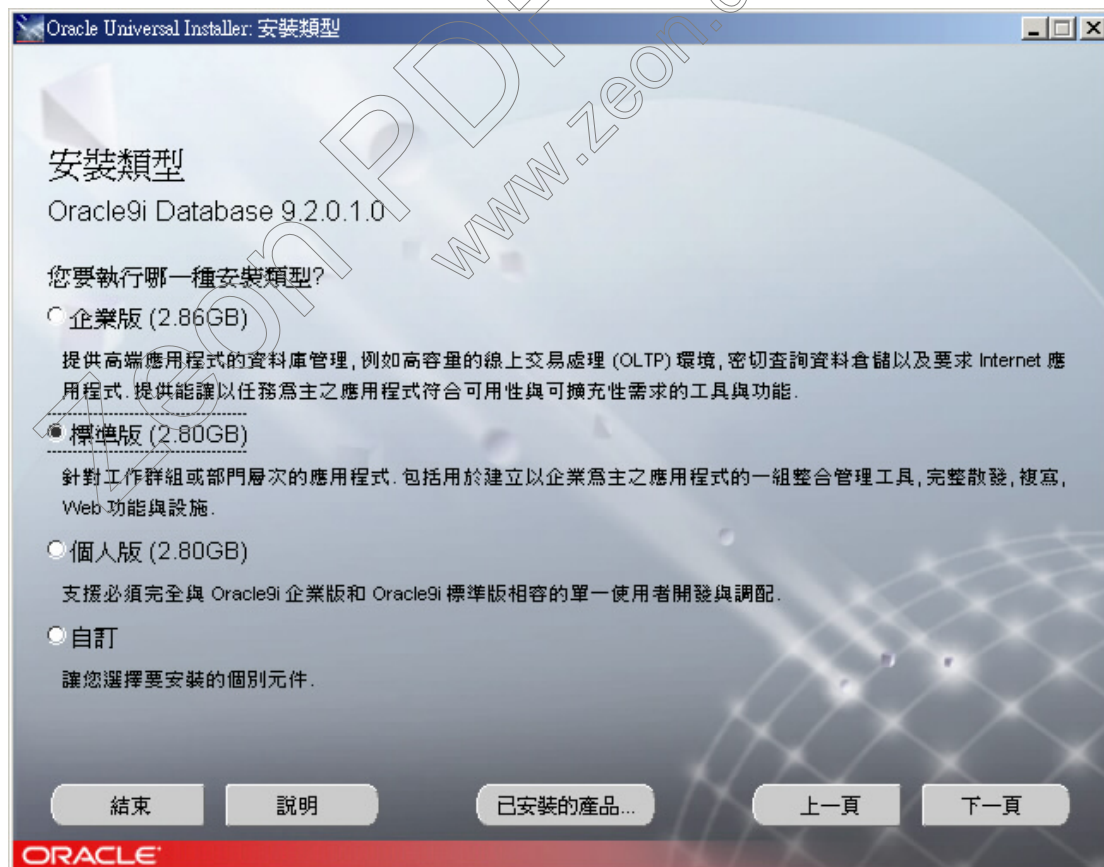 Oracle Universal Installer: 安裝類型
安裝類型
Oracle9i Database 9.2.0.1.0
您要執行哪一種安裝類型?
企業版 (2.86GB)
提供高端應用程式的資料庫管理,例如高容量的線上交易處理 (OLTP) 環境,密切查詢資料倉儲以及要求 Internet 應
用程式.提供能讓以任務為主之應用程式符合可用性與可擴充性需求的工具與功能.
標準版 (2.80GB)
針對工作群組或部門層次的應用程式.包括用於建立以企業為主之應用程式的一組整合管理工具,完整散發,複寫,
Web 功能與設施.
個人版 (2.80GB)
支援必須完全與 Oracle9i 企業版和 Oracle9i 標準版相容的單一使用者開發與調配.
自訂
讓您選擇要安裝的個別元件.
結束 說明 已安裝的產品... 上一頁 下一頁
ORACLE
Zeon PDF
www.zeon.